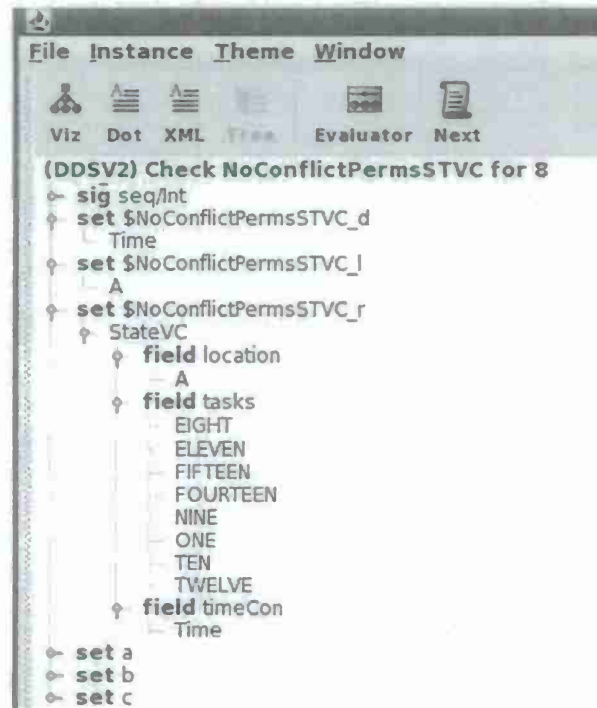 File Instance Theme Window
Viz Dot XML Tree Evaluator Next
(DDSV2) Check NoConflictPermsSTVC for 8
sig seq/Int
set $NoConflictPermsSTVC_d
Time
set $NoConflictPermsSTVC_l
A
set $NoConflictPermsSTVC_r
StateVC
field location
A
field tasks
EIGHT
ELEVEN
FIFTEEN
FOURTEEN
NINE
ONE
TEN
TWELVE
field timeCon
Time
set a
set b
set c